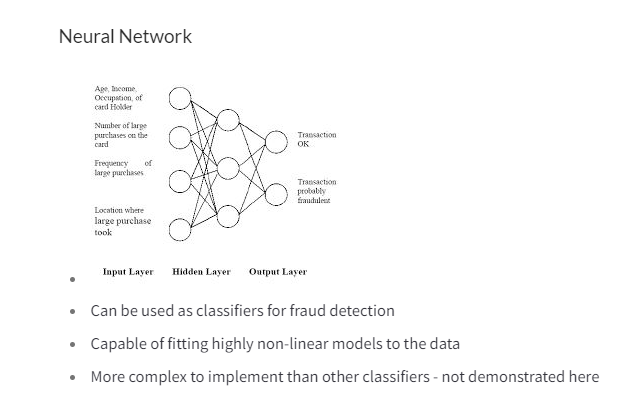 Neural Network
Age, Income,
Occupation, of
card Holder
Number of large
purchases on the
card
Frequency of
large purchases
Location where
large purchase
took
Transaction
OK
Transaction
probably
fraudulent
Input Layer Hidden Layer Output Layer
Can be used as classifiers for fraud detection
Capable of fitting highly non-linear models to the data
More complex to implement than other classifiers - not demonstrated here